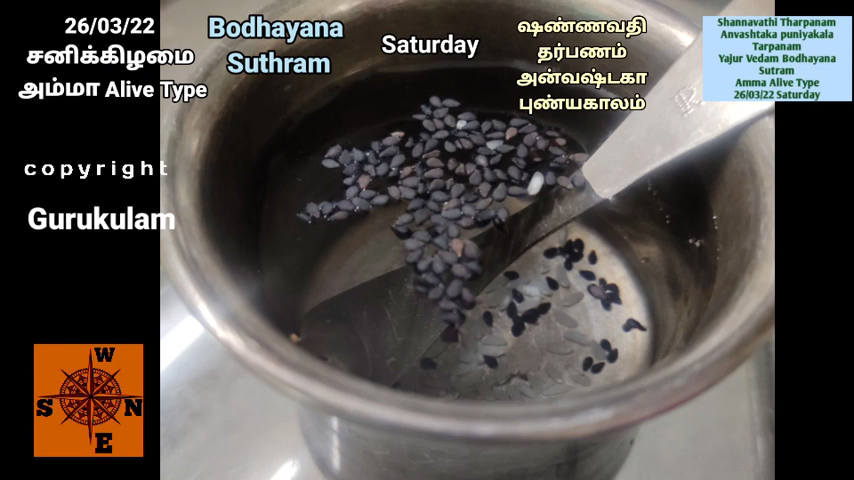 26/03/22
சனிக்கிழமை
அம்மா Alive Type
Bodhayana
Suthram
Saturday
ஷண்ணவதி
தர்பணம்
அன்வஷ்டகா
புண்யகாலம்
Shannavathi Tharpanam
Anvashtaka puniyakala
Tarpanam
Yajur Vedam Bodhayana
Sutram
Amma Alive Type
26/03/22 Saturday
copyright
Gurukulam
W
S N
E